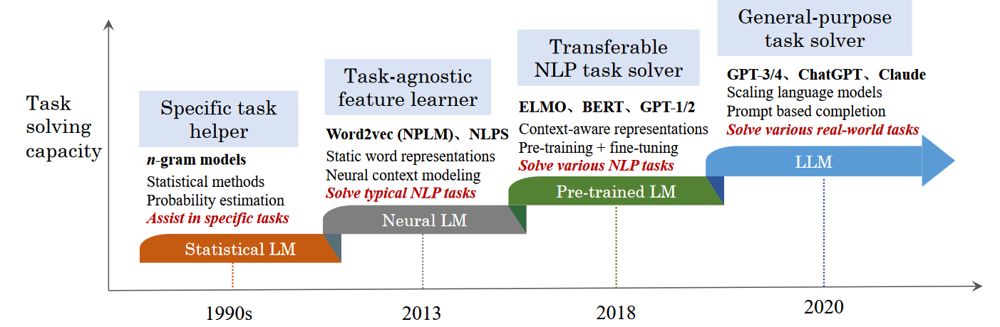 Task
solving
capacity
Specific task
helper
n-gram models
Statistical methods
Probability estimation
Assist in specific tasks
Statistical LM
1990s
Task-agnostic
feature learner
Word2vec (NPLM)、NLPS
Static word representations
Neural context modeling
Solve typical NLP tasks
Neural LM
2013
Transferable
NLP task solver
ELMO、BERT、GPT-1/2
Context-aware representations
Pre-training + fine-tuning
Solve various NLP tasks
Pre-trained LM
2018
General-purpose
task solver
GPT-3/4、ChatGPT、Claude
Scaling language models
Prompt based completion
Solve various real-world tasks
LLM
2020